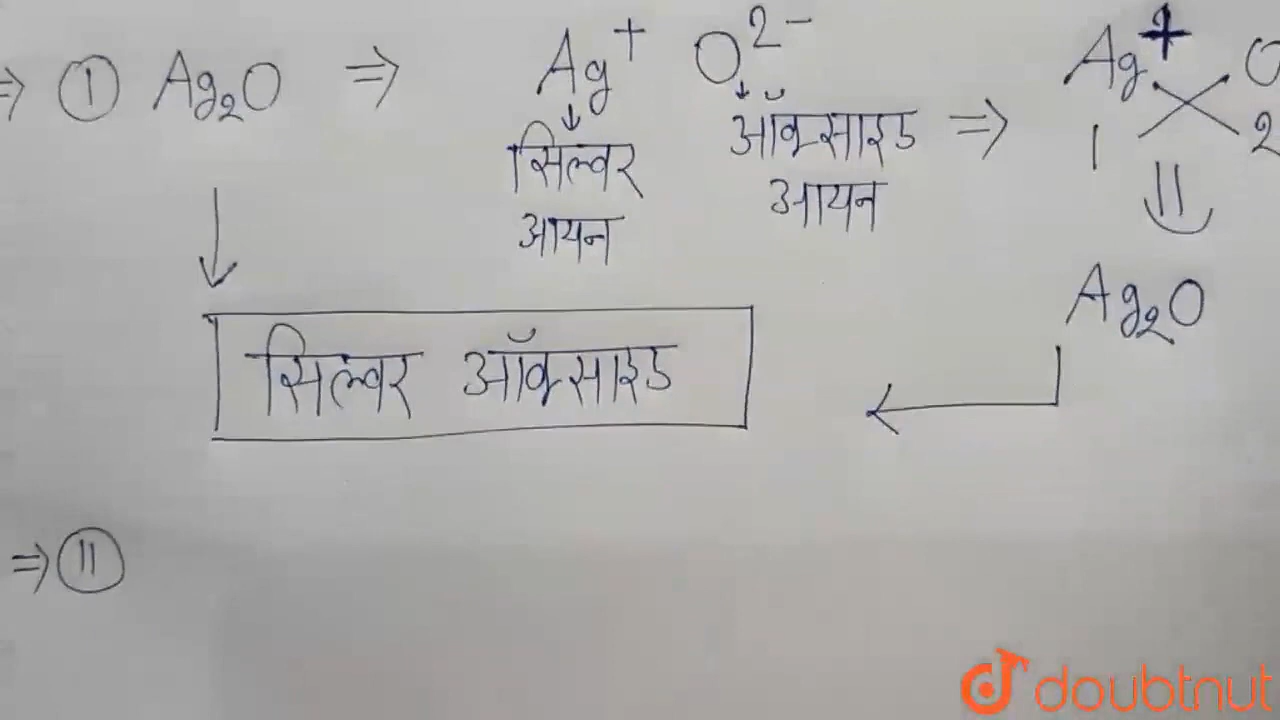 ⇒ ① Ag₂O ⇒ Ag⁺ O²⁻ ⇒ Ag⁺ O
↓ ↓ 1 2
सिल्वर ऑक्साइड
आयन आयन
Ag₂O
सिल्वर ऑक्साइड
⇒ ⑪
doubtnut